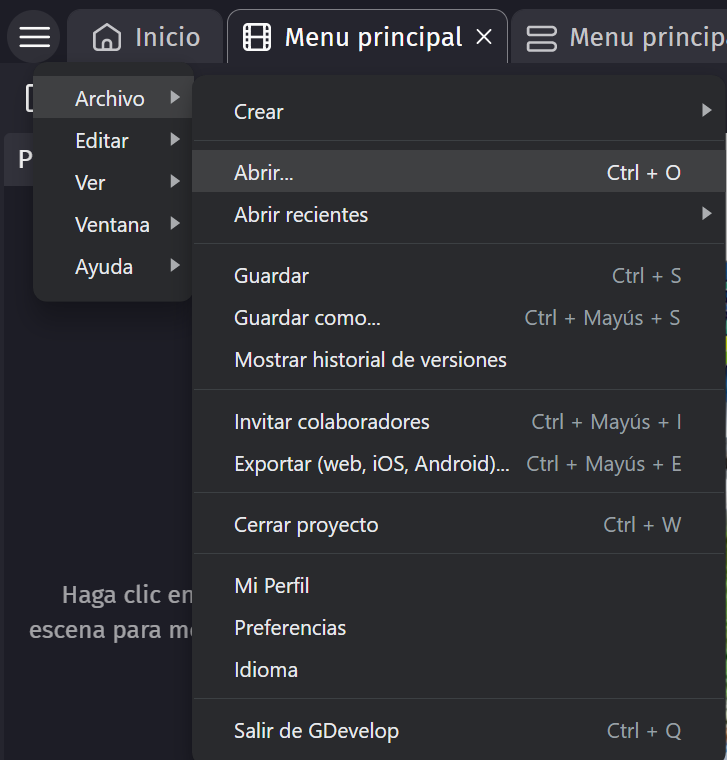 Inicio
Menu principal
Menu princip
Archivo
Editar
Ver
Ventana
Ayuda
P
Crear
Abrir... Ctrl + O
Abrir recientes
Guardar Ctrl + S
Guardar como... Ctrl + Mayús + S
Mostrar historial de versiones
Invitar colaboradores Ctrl + Mayús + I
Exportar (web, iOS, Android)... Ctrl + Mayús + E
Cerrar proyecto Ctrl + W
Mi Perfil
Preferencias
Idioma
Salir de GDevelop Ctrl + Q
Haga clic en
escena para m